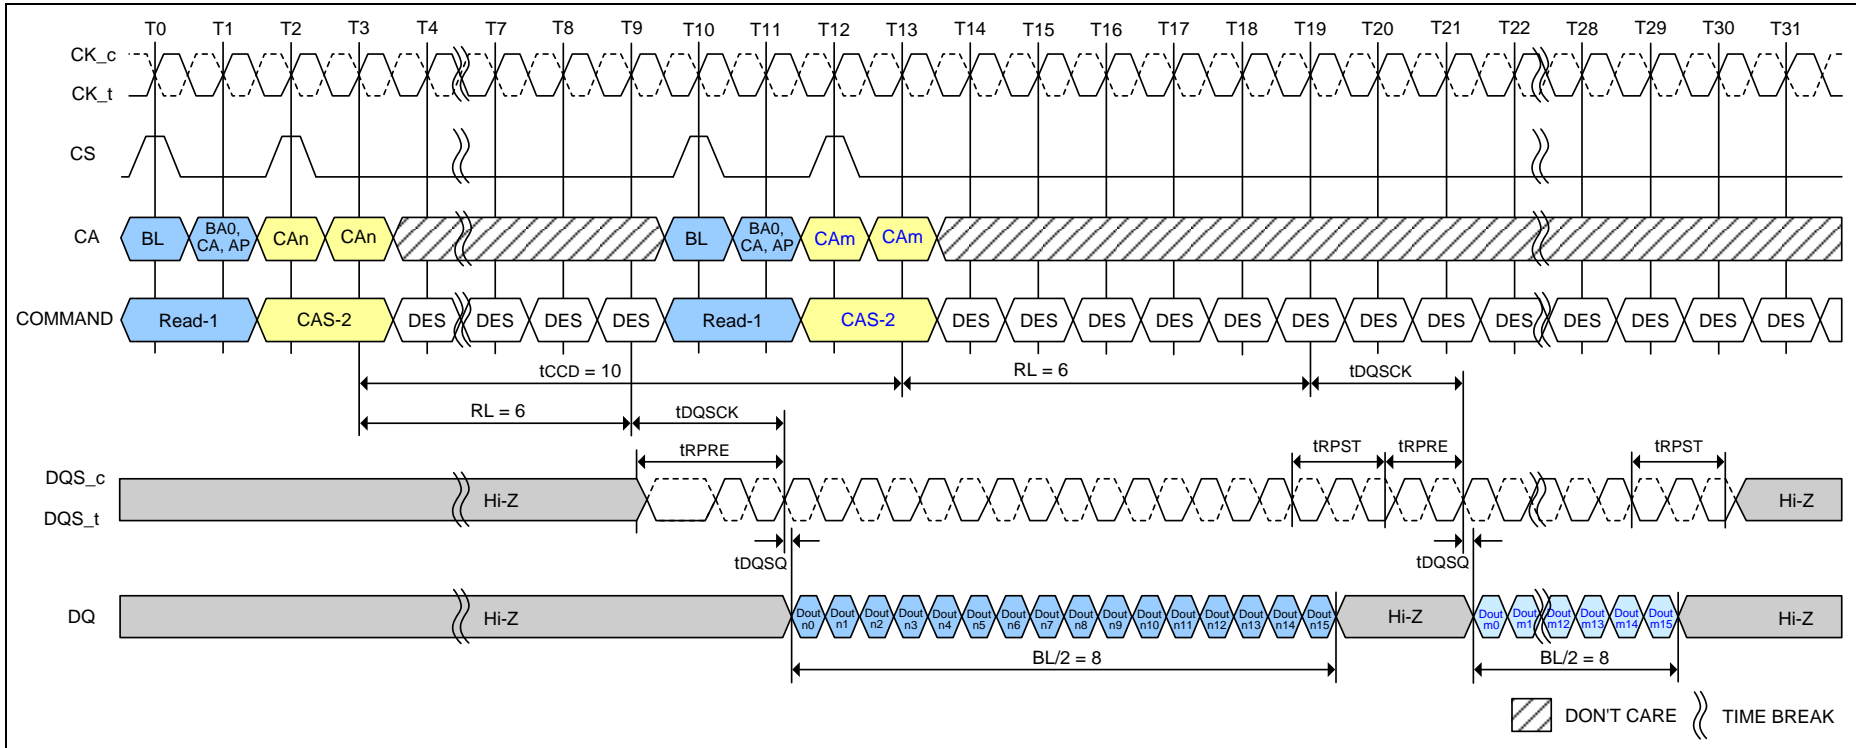 T0 T1 T2 T3 T4 T7 T8 T9 T10 T11 T12 T13 T14 T15 T16 T17 T18 T19 T20 T21 T22 T28 T29 T30 T31
CK_c
CK_t
CS
CA BL BA0, CA, AP CAn CAn BL BA0, CA, AP CAm CAm
COMMAND Read-1 CAS-2 DES DES DES DES Read-1 CAS-2 DES DES DES DES DES DES DES DES DES DES DES DES DES
tCCD = 10 RL = 6 tDQSCK
RL = 6 tDQSCK
tRPRE tRPST tRPRE tRPST
DQS_c
Hi-Z Hi-Z
DQS_t
tDQSQ tDQSQ
DQ Hi-Z Dout n0 Dout n1 Dout n2 Dout n3 Dout n4 Dout n5 Dout n6 Dout n7 Dout n8 Dout n9 Dout n10 Dout n11 Dout n12 Dout n13 Dout n14 Dout n15 Hi-Z Dout m0 Dout m1 Dout m12 Dout m13 Dout m14 Dout m15 Hi-Z
BL/2 = 8 BL/2 = 8
DON'T CARE TIME BREAK